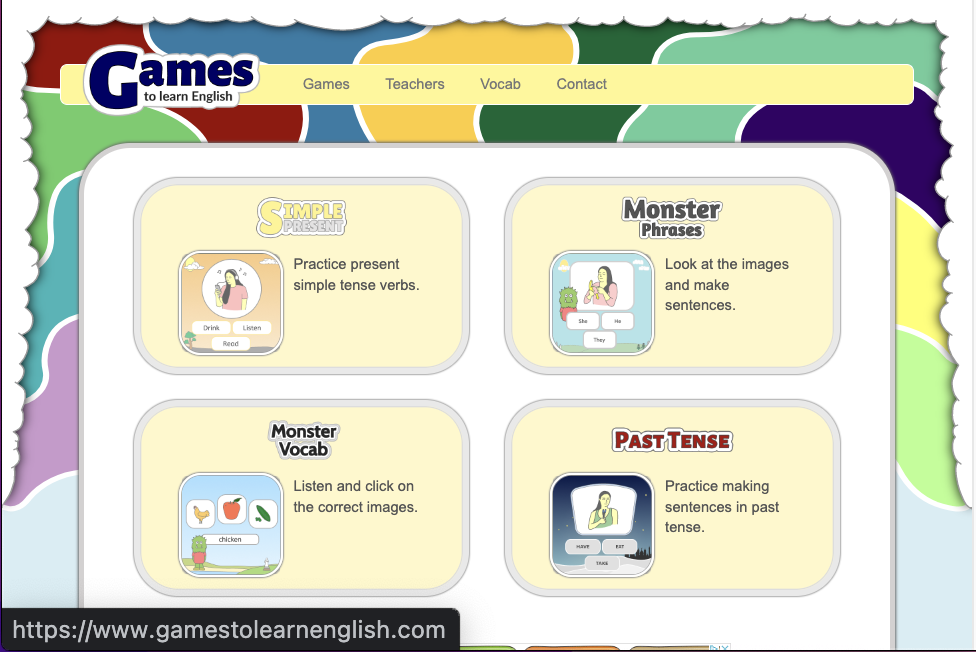 Games
to learn English
Games Teachers Vocab Contact
SIMPLE
PRESENT
Practice present
simple tense verbs.
Drink Listen
Read
Monster
Phrases
Look at the images
and make
sentences.
She He
They
Monster
Vocab
Listen and click on
the correct images.
chicken
PAST TENSE
Practice making
sentences in past
tense.
HAVE EAT
TAKE
https://www.gamestolearnenglish.com